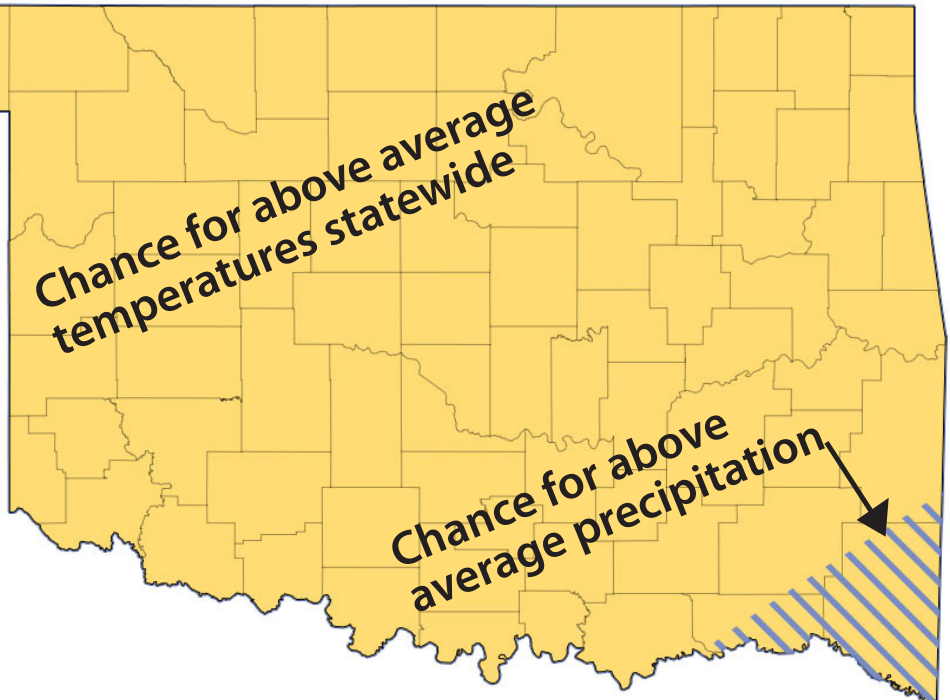 Chance for above average
temperatures statewide
Chance for above
average precipitation